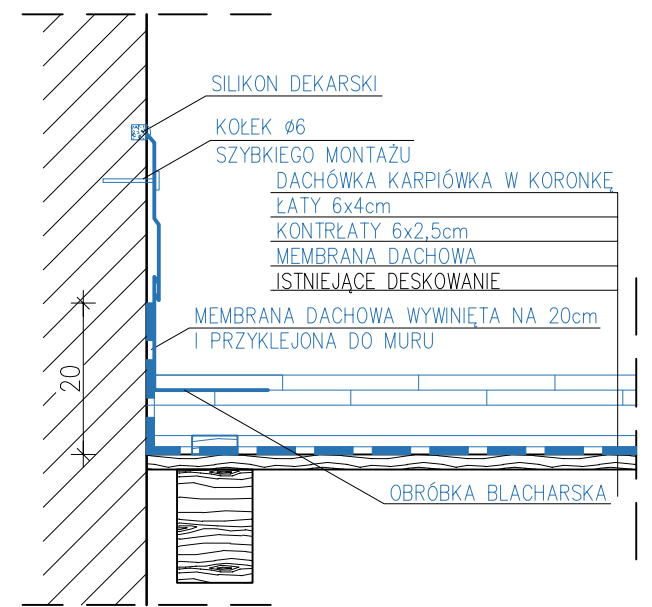 SILIKON DEKARSKI
KOŁEK ø6
SZYBKIEGO MONTAŻU
DACHÓWKA KARPIÓWKA W KORONKĘ
ŁATY 6x4cm
KONTRŁATY 6x2,5cm
MEMBRANA DACHOWA
ISTNIEJĄCE DESKOWANIE
MEMBRANA DACHOWA WYWINIĘTA NA 20cm
I PRZYKLEJONA DO MURU
20
OBRÓBKA BLACHARSKA